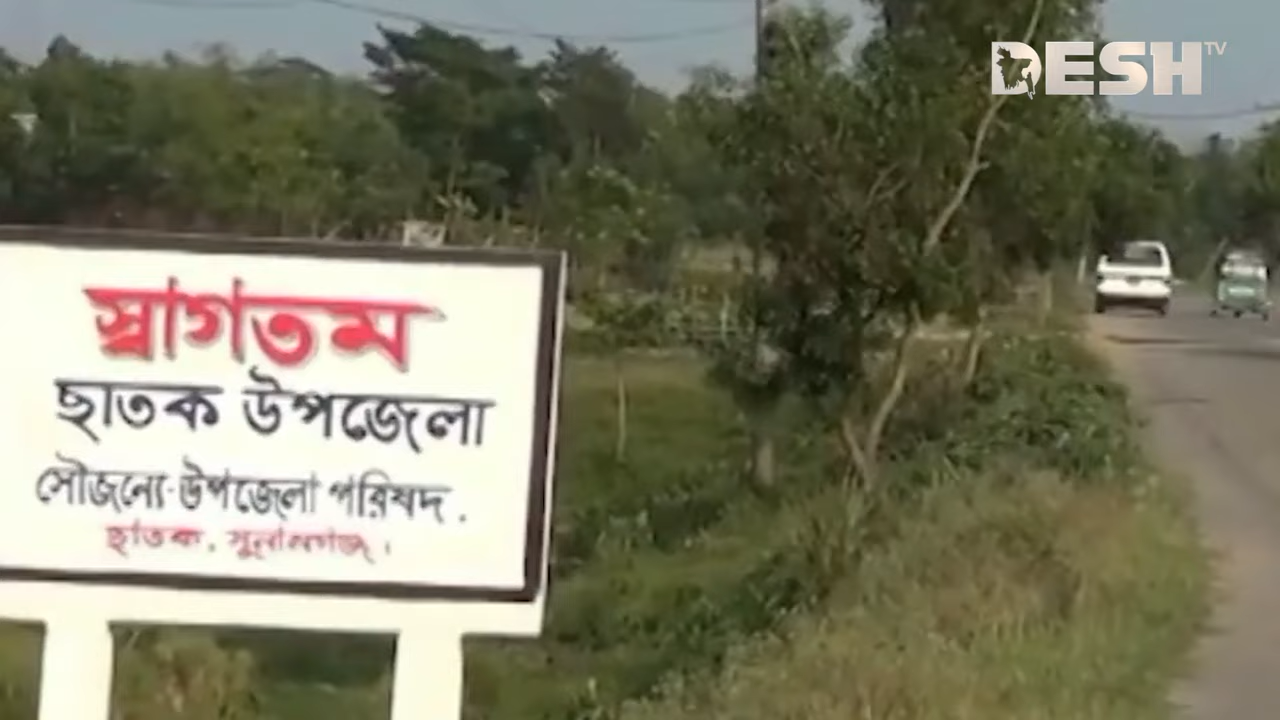 DESH TV
স্বাগতম
ছাতক উপজেলা
সৌজন্যে-উপজেলা পরিষদ.
ছাতক, সুনামগঞ্জ।